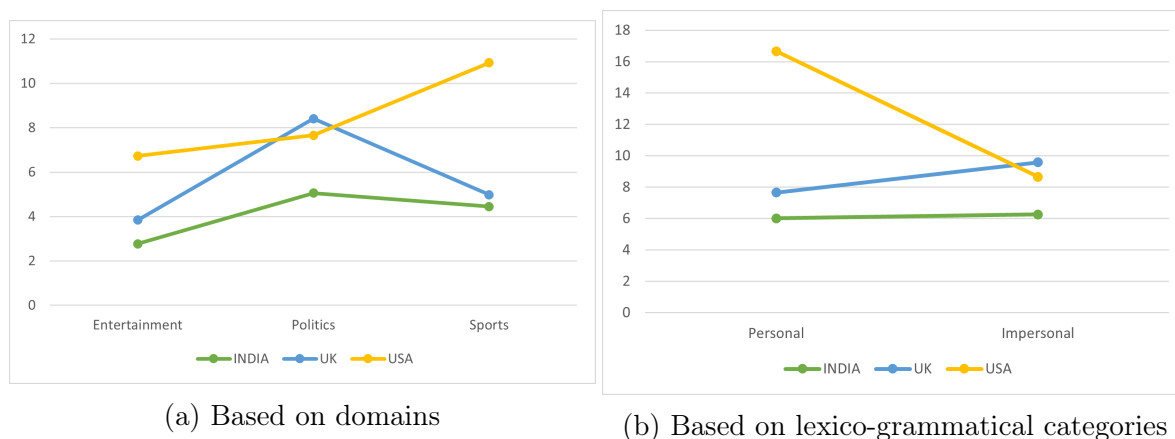 12
10
8
6
4
2
0
Entertainment Politics Sports
INDIA UK USA
(a) Based on domains
18
16
14
12
10
8
6
4
2
0
Personal Impersonal
INDIA UK USA
(b) Based on lexico-grammatical categories